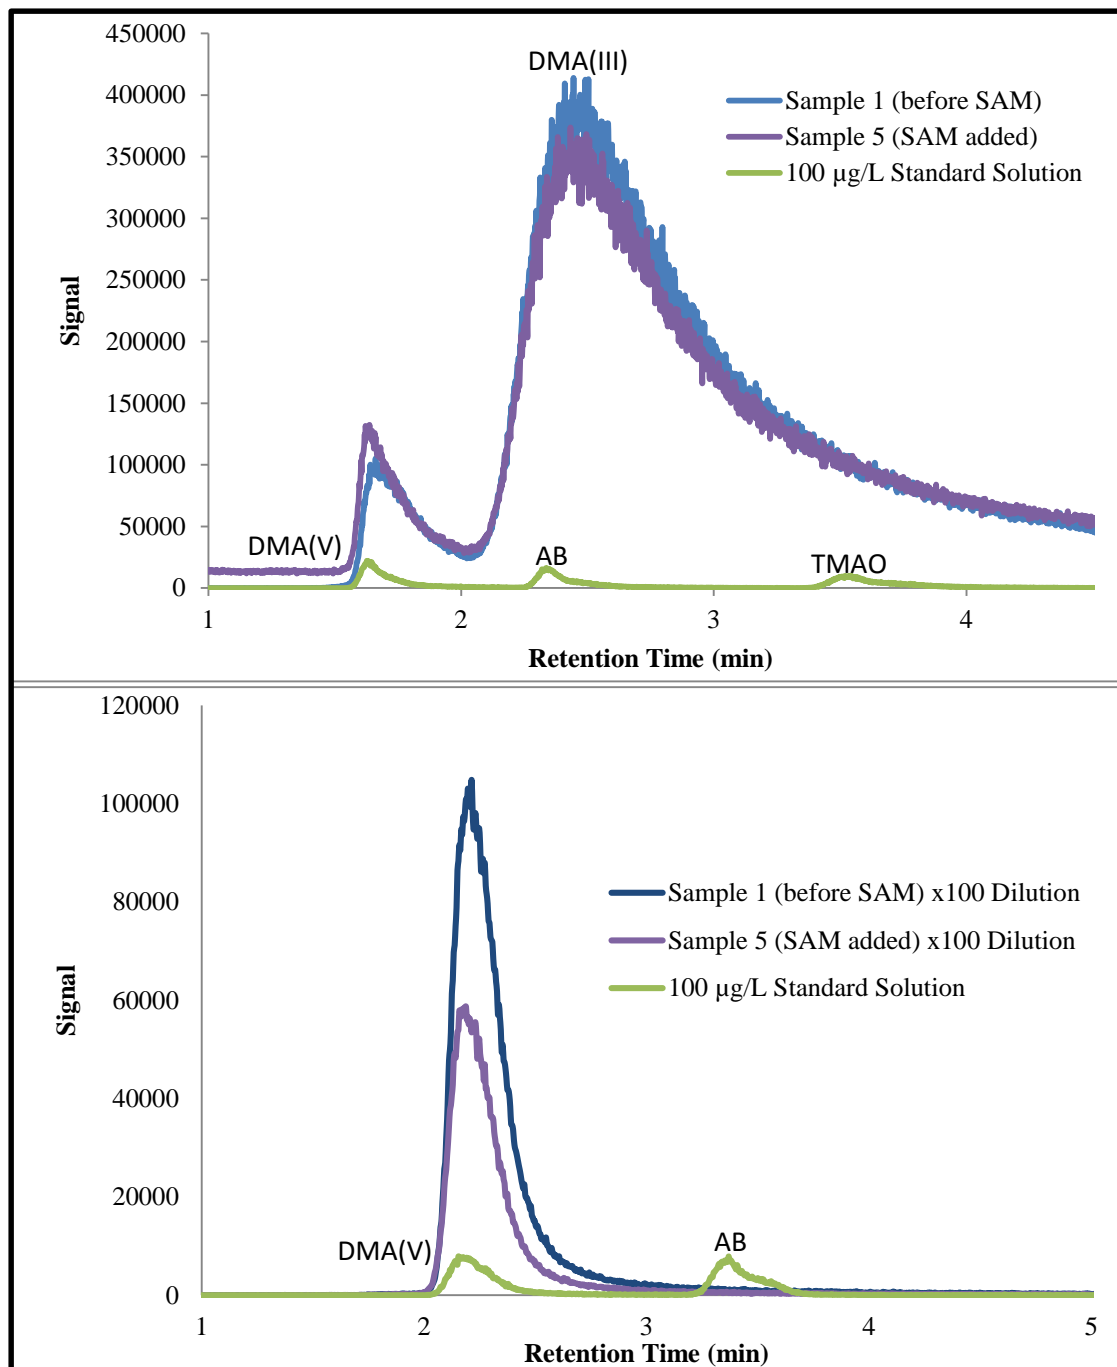 450000
400000
350000
300000
250000
200000
150000
100000
50000
0
Signal
DMA(III)
Sample 1 (before SAM)
Sample 5 (SAM added)
100 µg/L Standard Solution
DMA(V)
AB
TMAO
1 2 3 4
Retention Time (min)
120000
100000
80000
60000
40000
20000
0
Signal
Sample 1 (before SAM) x100 Dilution
Sample 5 (SAM added) x100 Dilution
100 µg/L Standard Solution
DMA(V)
AB
1 2 3 4 5
Retention Time (min)